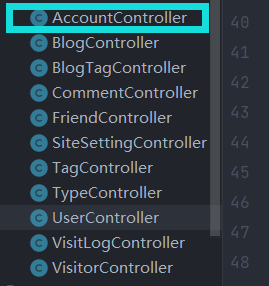 AccountController
BlogController
BlogTagController
CommentController
FriendController
SiteSettingController
TagController
TypeController
UserController
VisitLogController
VisitorController
40
41
42
43
44
45
46
47
48